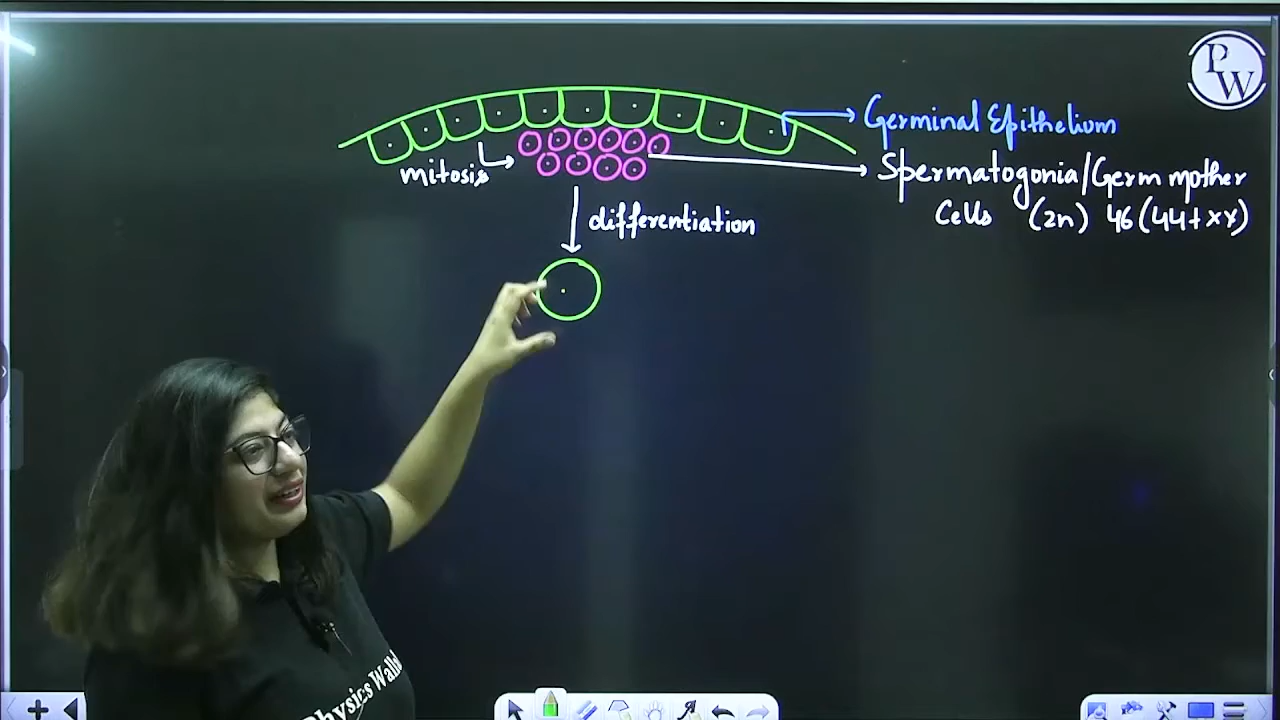 PW
Germinal Epithelium
mitosis
Spermatogonia/Germ mother
Cells (2n) 46 (44+xy)
differentiation
Physics Wallah